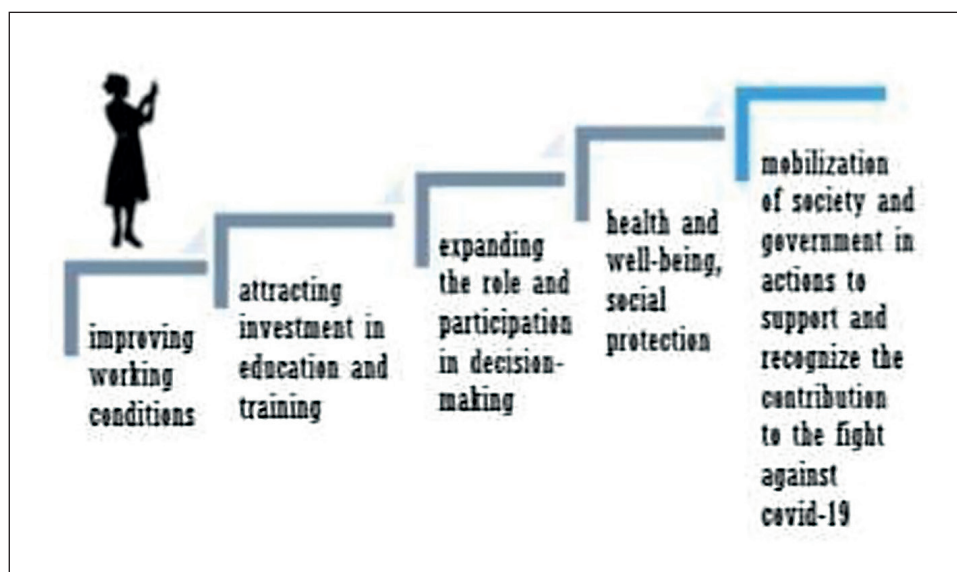 improving
working
conditions
attracting
investment in
education and
training
expanding
the role and
participation
in decision-
making
health and
well-being,
social
protection
mobilization
of society and
government in
actions to
support and
recognize the
contribution
to the fight
against
covid-19